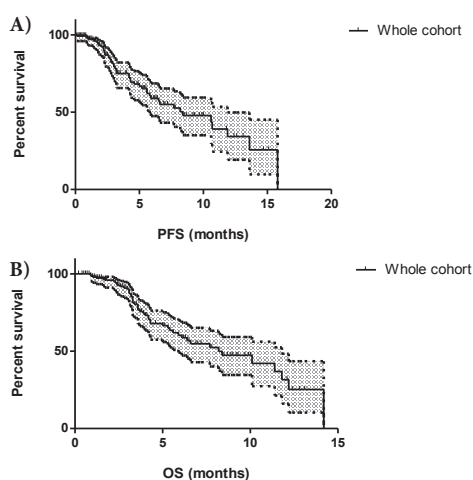 A)
Whole cohort
Percent survival
100
50
0
0 5 10 15 20
PFS (months)
B)
Whole cohort
Percent survival
100
50
0
0 5 10 15
OS (months)